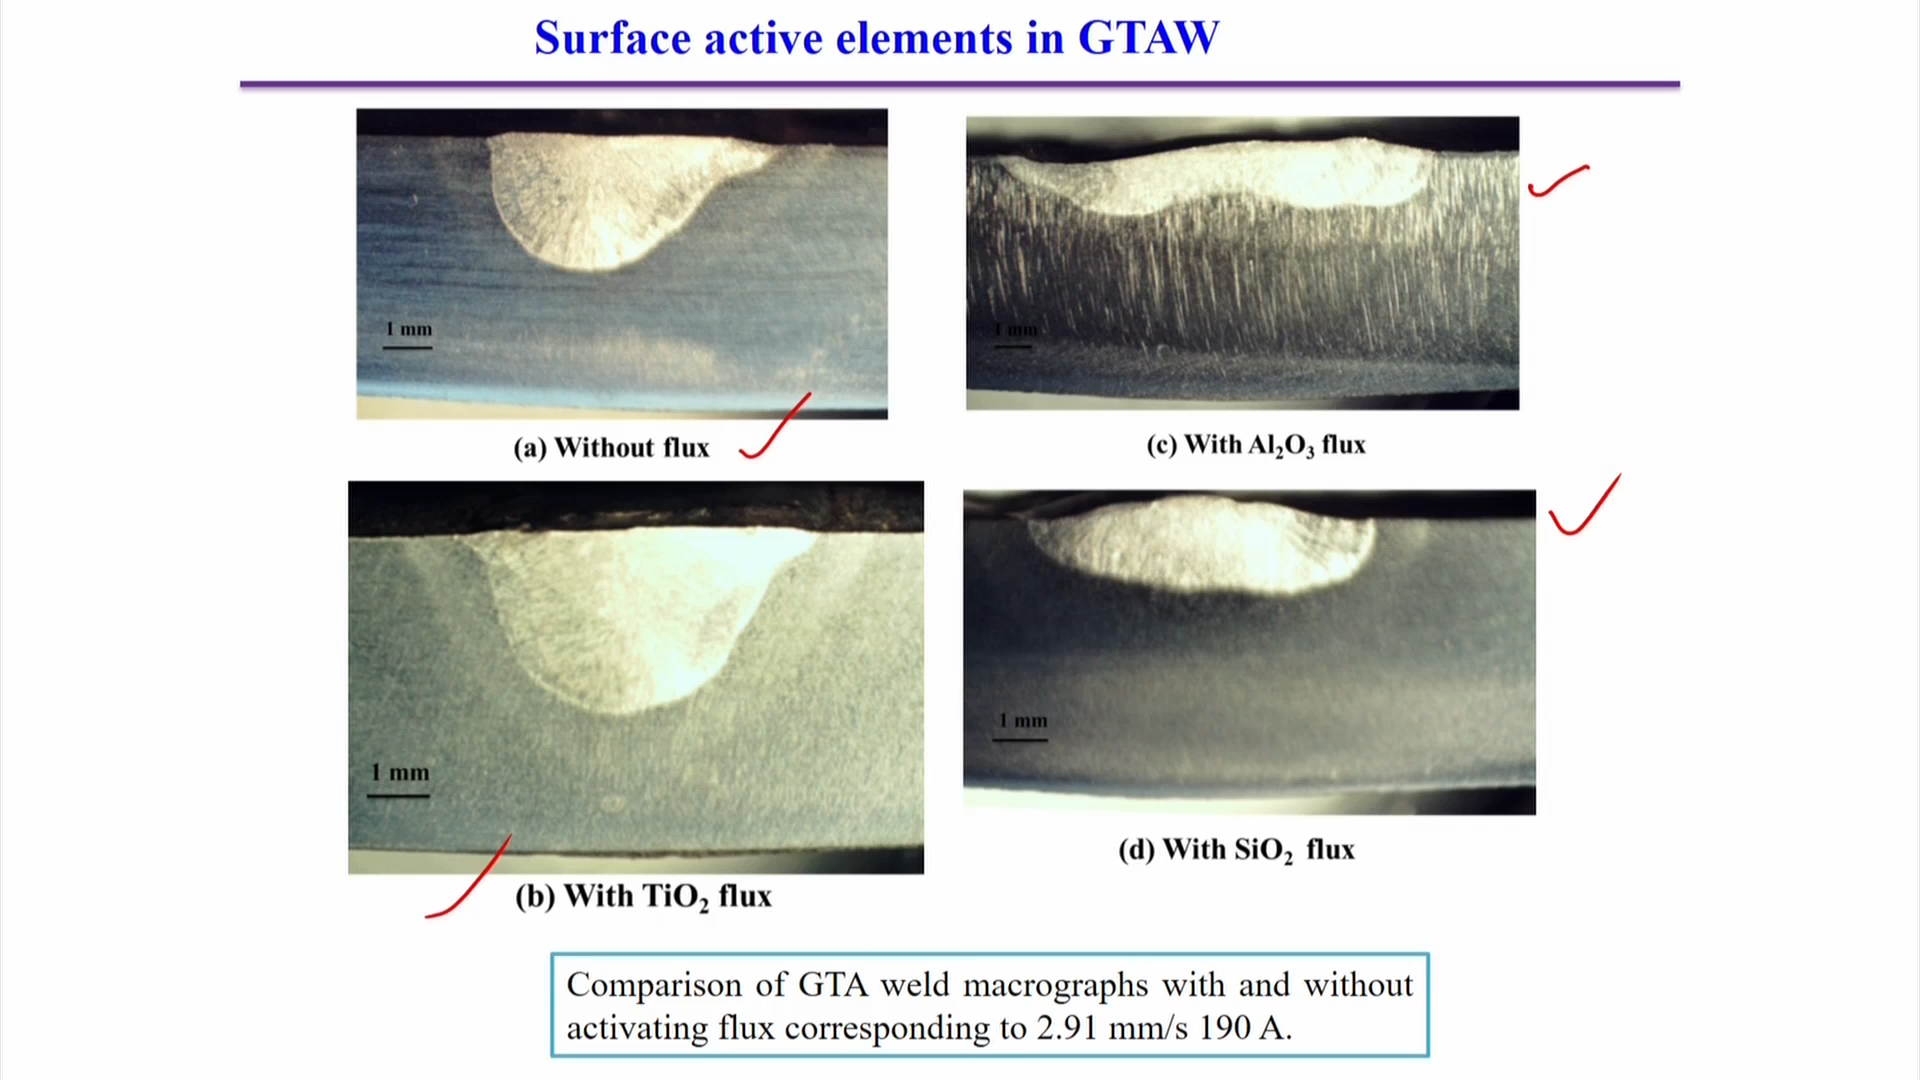 Surface active elements in GTAW
1 mm
(a) Without flux
1 mm
(c) With Al₂O₃ flux
1 mm
(b) With TiO₂ flux
1 mm
(d) With SiO₂ flux
Comparison of GTA weld macrographs with and without
activating flux corresponding to 2.91 mm/s 190 A.